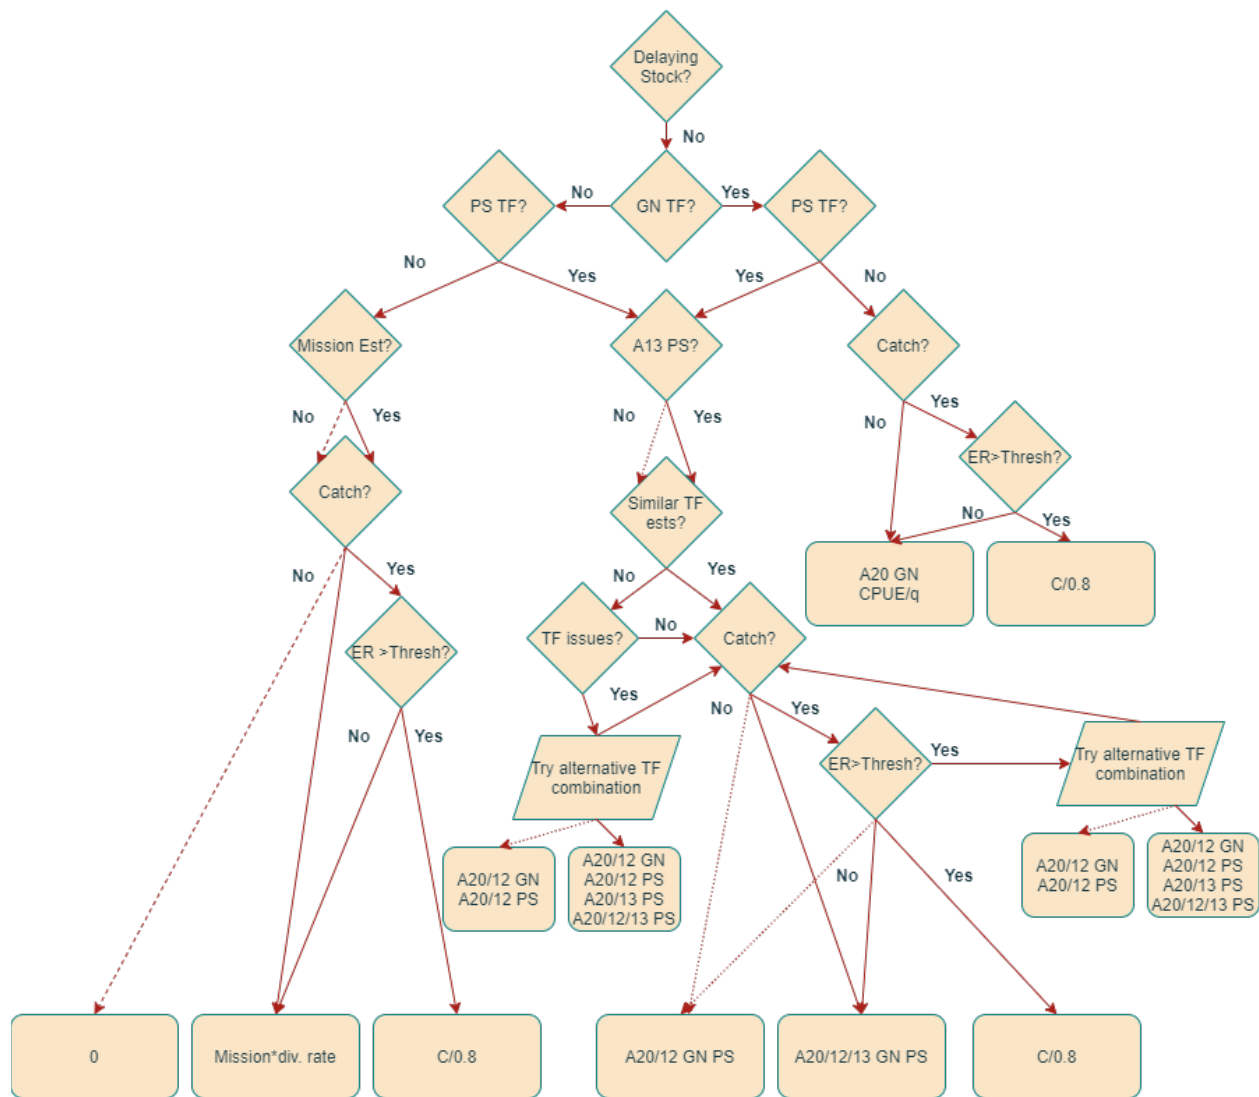 Delaying
Stock?
No
PS TF?
No
GN TF?
Yes
PS TF?
No
Yes
Yes
No
Mission Est?
A13 PS?
Catch?
No
Yes
No
Yes
No
Yes
ER>Thresh?
Catch?
Similar TF
ests?
No
Yes
A20 GN
CPUE/q
C/0.8
No
Yes
No
Yes
ER >Thresh?
TF issues?
No
Catch?
No
Yes
Yes
No
Yes
Try alternative TF
combination
ER>Thresh?
Yes
Try alternative TF
combination
A20/12 GN
A20/12 PS
A20/12 GN
A20/12 PS
A20/13 PS
A20/12/13 PS
No
Yes
A20/12 GN
A20/12 PS
A20/12 GN
A20/12 PS
A20/13 PS
A20/12/13 PS
0
Mission*div. rate
C/0.8
A20/12 GN PS
A20/12/13 GN PS
C/0.8